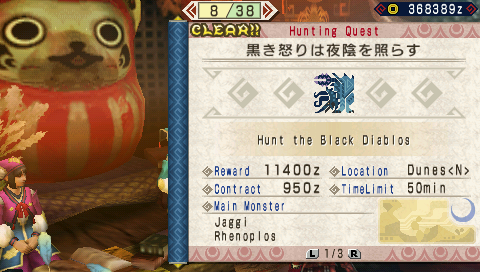 8 / 38
368389z
CLEAR!!
Hunting Quest
黒き怒りは夜陰を照らす
Hunt the Black Diablos
Reward 11400z
Location Dunes<N>
Contract 950z
TimeLimit 50min
Main Monster
Jaggi
Rhenoplos
L 1/3 R